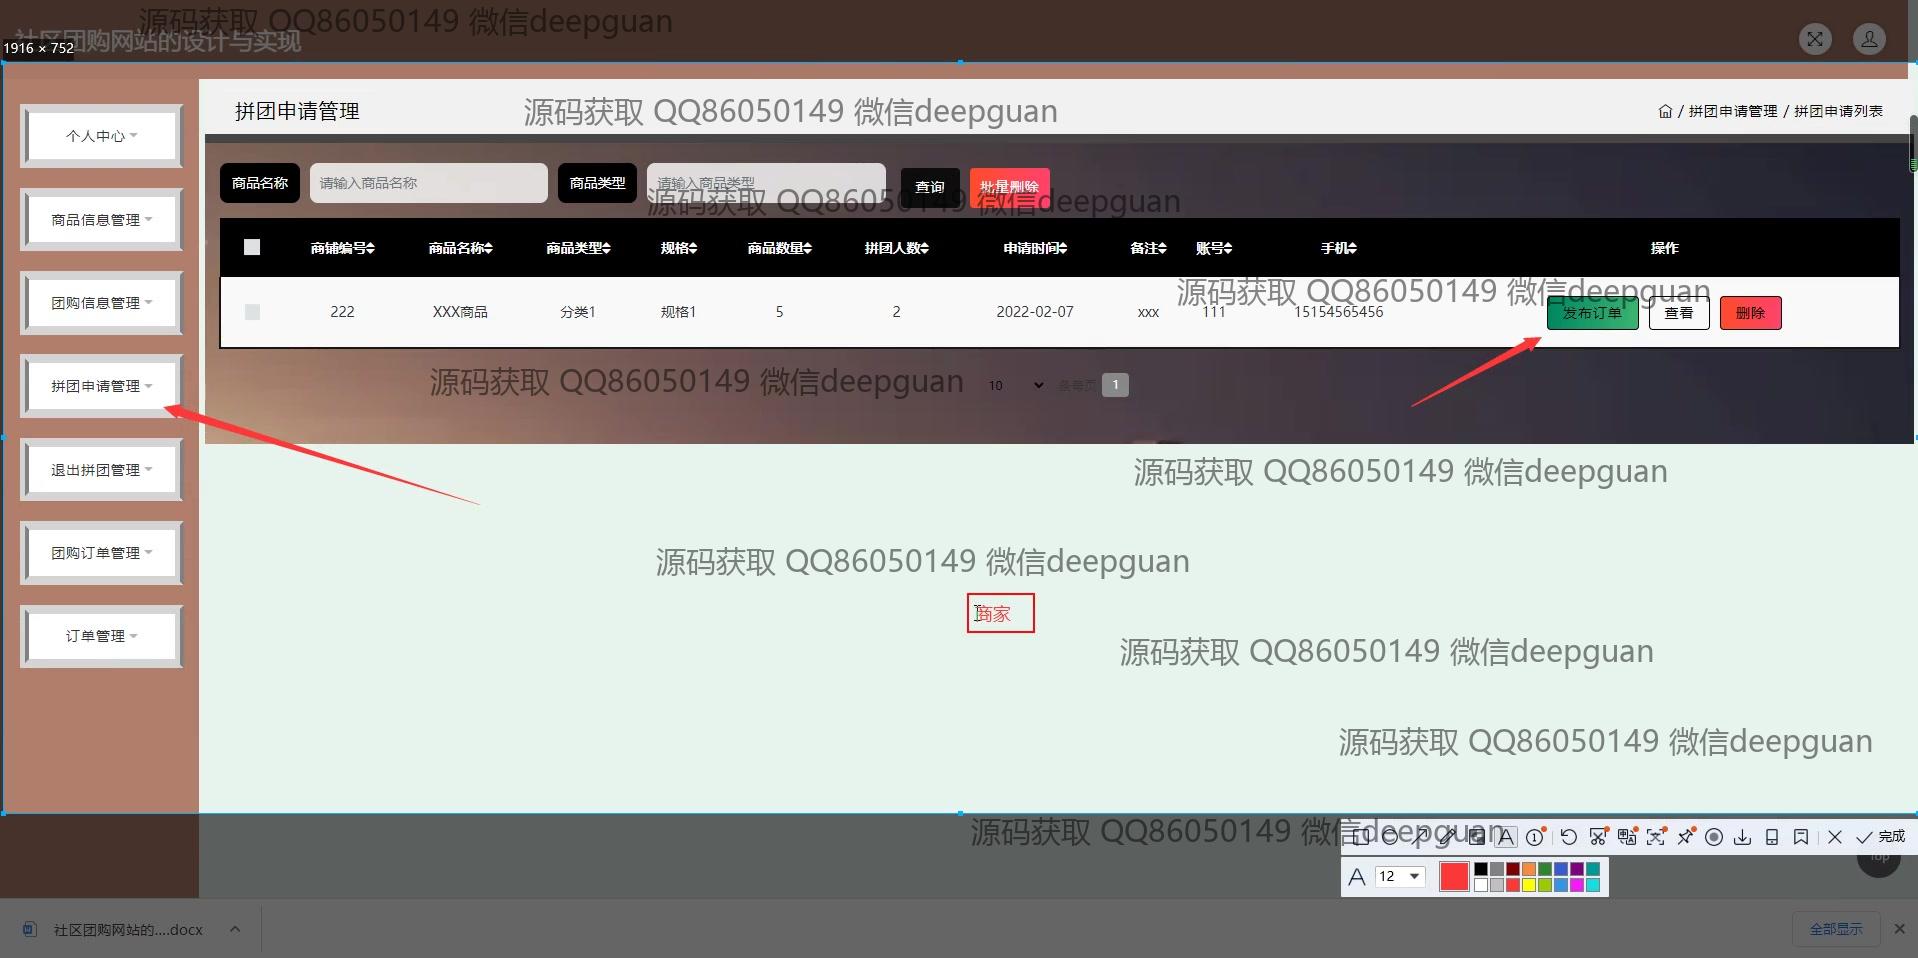 源码获取 QQ86050149 微信deepguan
社区团购网站的设计与实现
1916 × 752
拼团申请管理
源码获取 QQ86050149 微信deepguan
/ 拼团申请管理 / 拼团申请列表
个人中心
商品信息管理
团购信息管理
拼团申请管理
退出拼团管理
团购订单管理
订单管理
商品名称 请输入商品名称 商品类型 请输入商品类型 查询 批量删除
源码获取 QQ86050149 微信deepguan
商铺编号 商品名称 商品类型 规格 商品数量 拼团人数 申请时间 备注 账号 手机 操作
源码获取 QQ86050149 微信deepguan
222 XXX商品 分类1 规格1 5 2 2022-02-07 xxx 111 15154565456 发布订单 查看 删除
源码获取 QQ86050149 微信deepguan
10 条每页 1
源码获取 QQ86050149 微信deepguan
源码获取 QQ86050149 微信deepguan
商家
源码获取 QQ86050149 微信deepguan
源码获取 QQ86050149 微信deepguan
源码获取 QQ86050149 微信deepguan
完成
Top
A 12
社区团购网站的....docx
全部显示